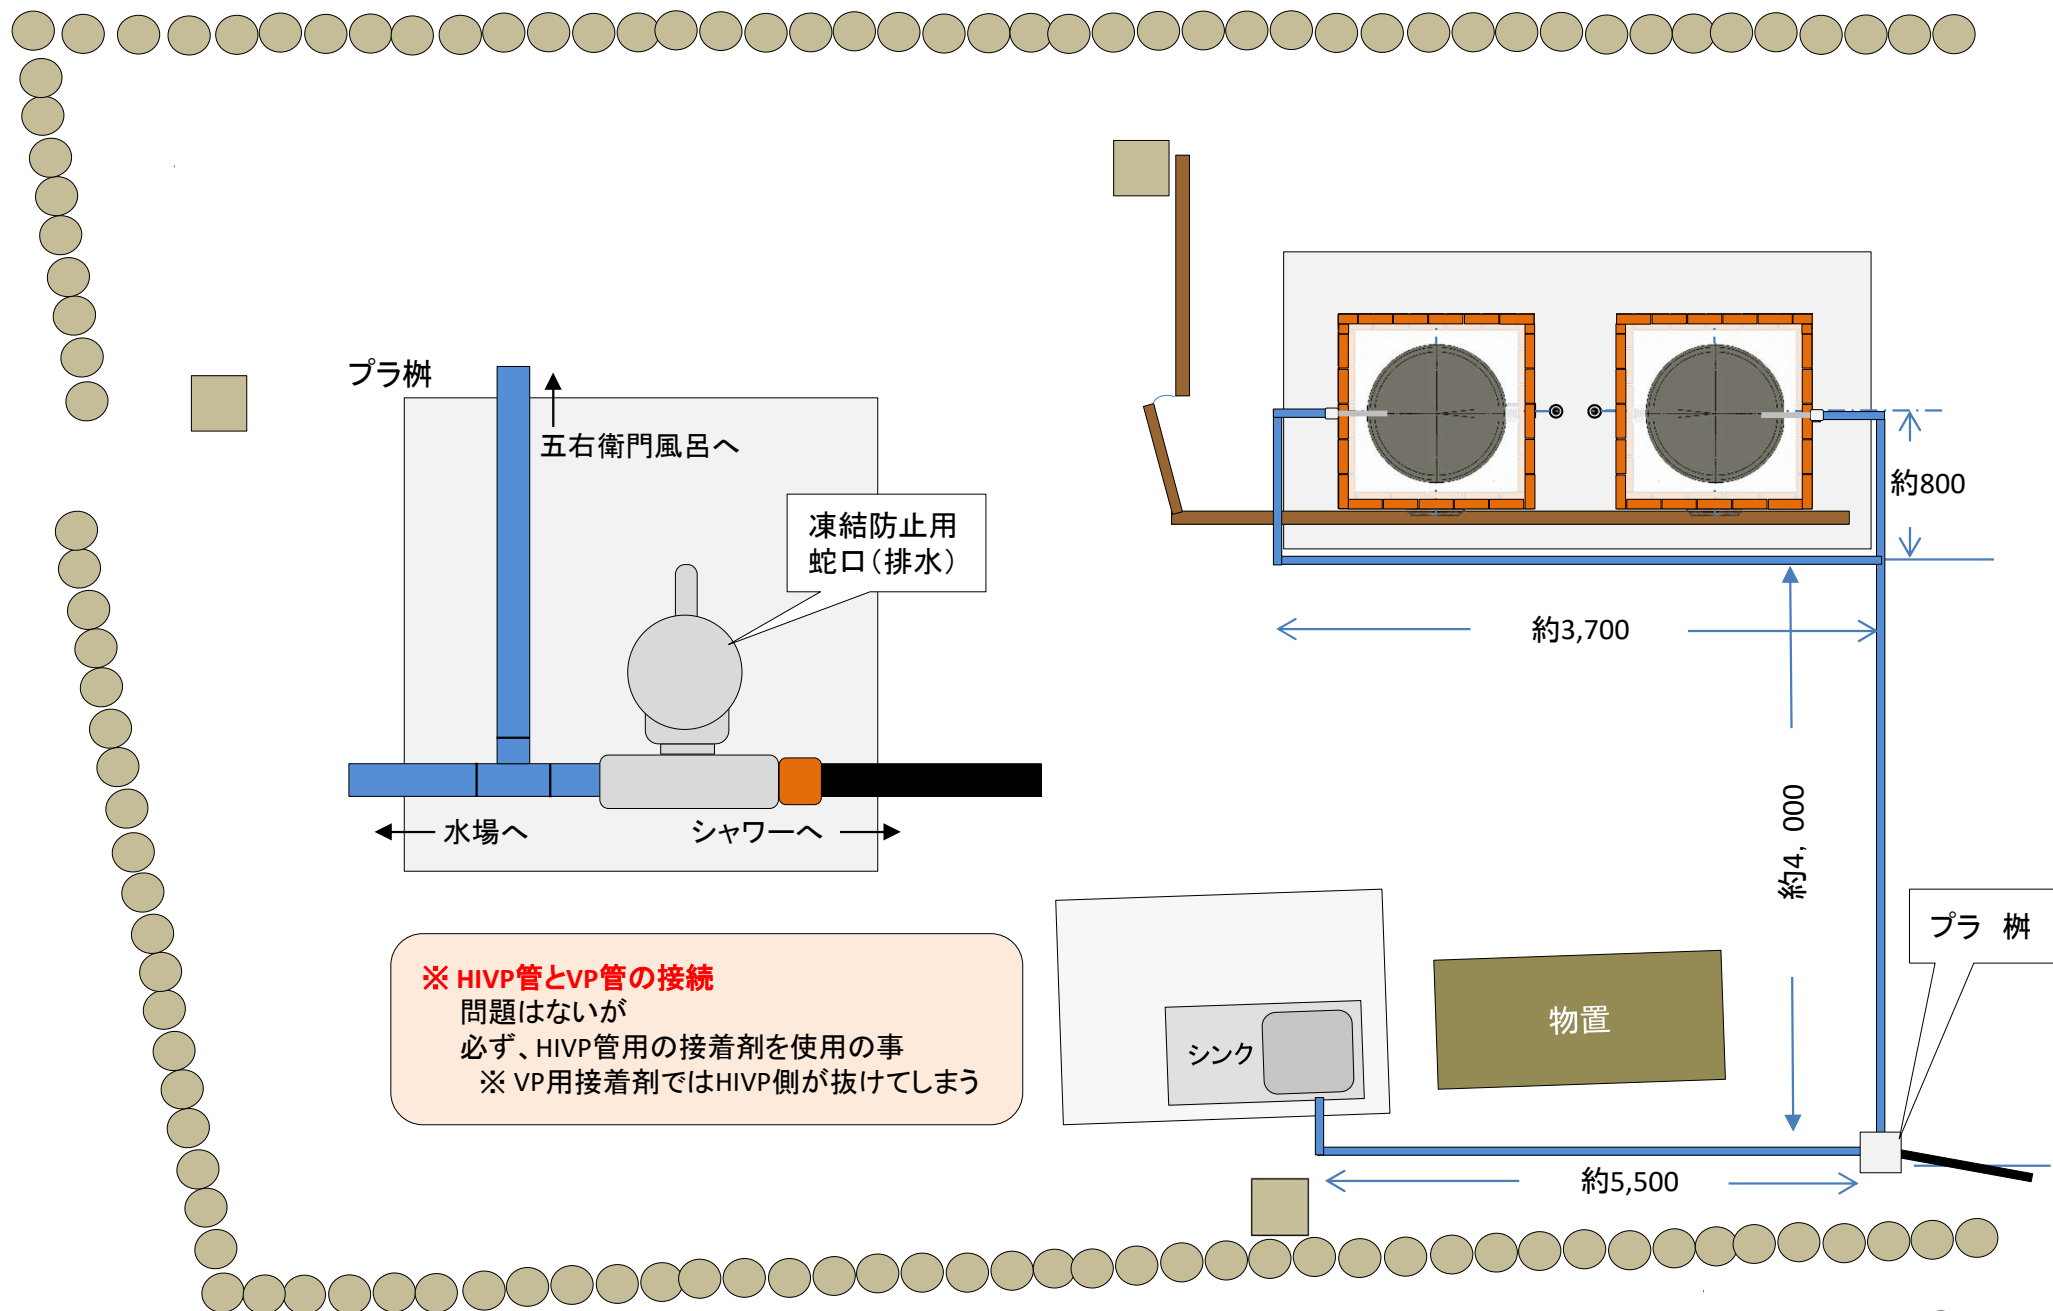 プラ桝
五右衛門風呂へ
凍結防止用
蛇口（排水）
水場へ
シャワーへ
※ HIVP管とVP管の接続
問題はないが
必ず、HIVP管用の接着剤を使用の事
※ VP用接着剤ではHIVP側が抜けてしまう
約800
約3,700
約4, 000
プラ　桝
物置
シンク
約5,500